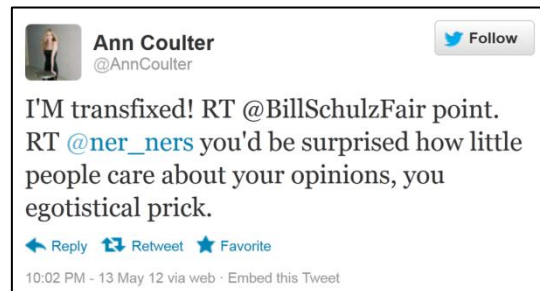 Ann Coulter
@AnnCoulter
Follow
I'M transfixed! RT @BillSchulzFair point.
RT @ner_ners you'd be surprised how little
people care about your opinions, you
egotistical prick.
Reply Retweet Favorite
10:02 PM - 13 May 12 via web · Embed this Tweet